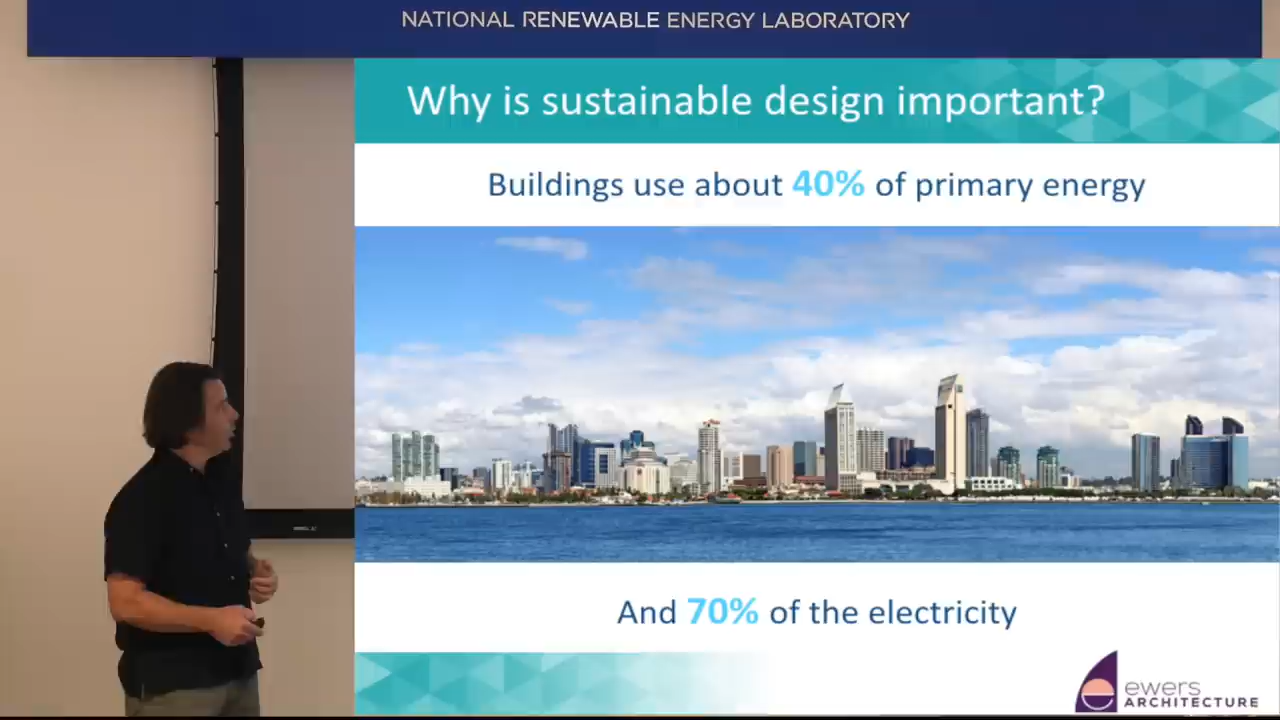 NATIONAL RENEWABLE ENERGY LABORATORY
Why is sustainable design important?
Buildings use about 40% of primary energy
And 70% of the electricity
ewers
ARCHITECTURE